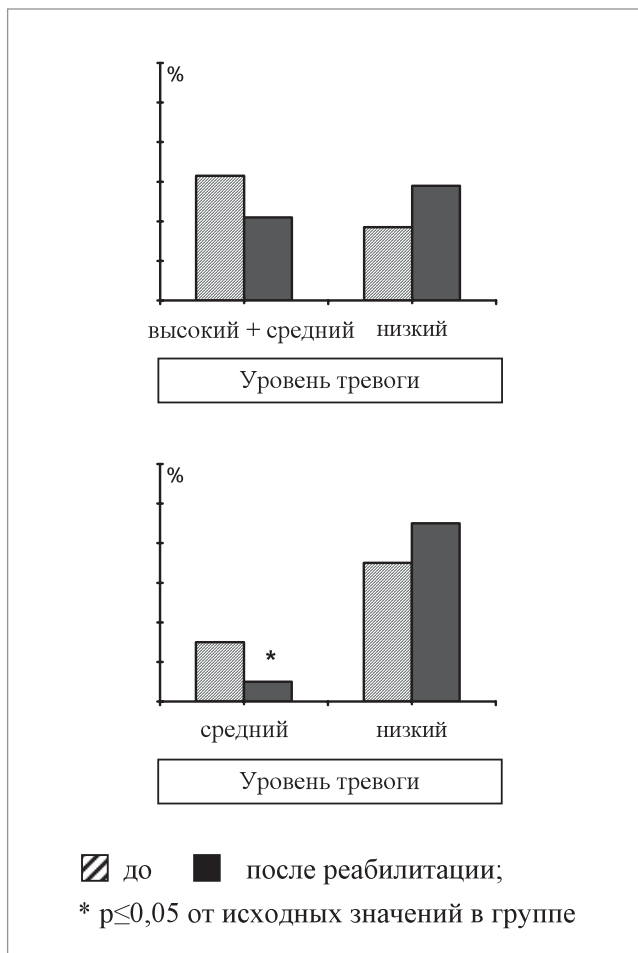 %
высокий + средний низкий
Уровень тревоги
%
средний низкий
Уровень тревоги
до после реабилитации;
* p≤0,05 от исходных значений в группе